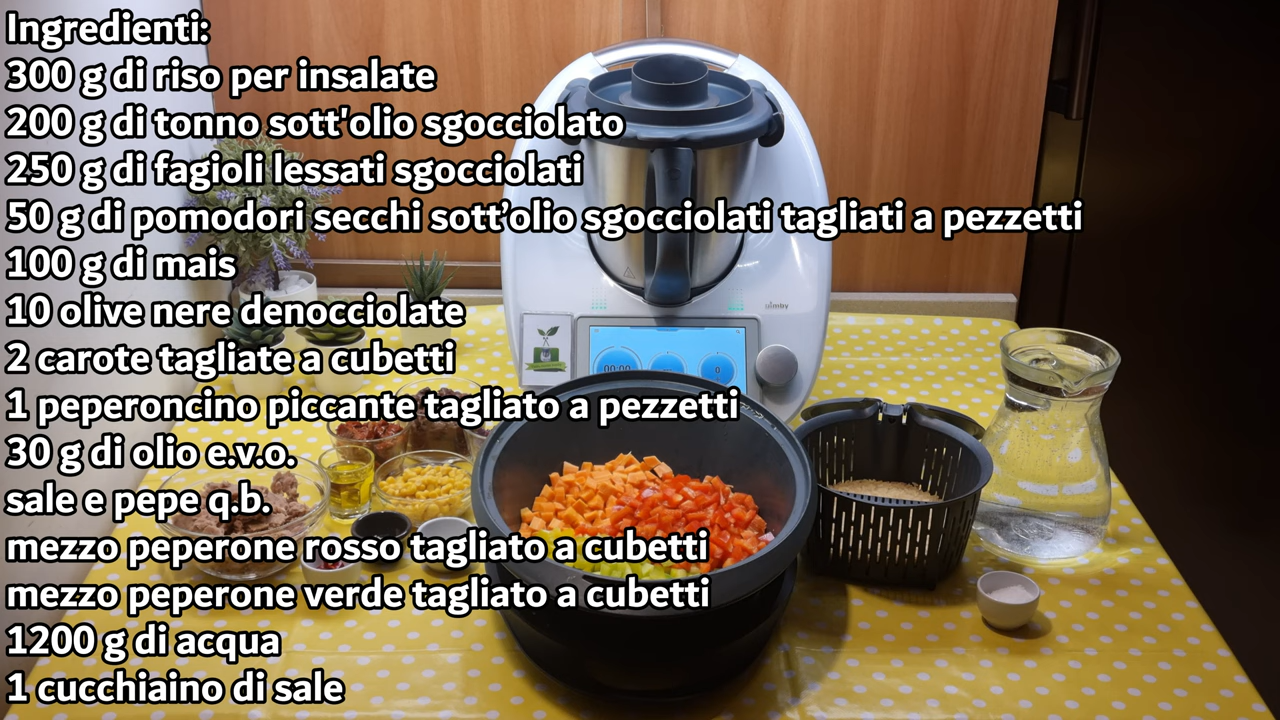 Ingredienti:
300 g di riso per insalate
200 g di tonno sott'olio sgocciolato
250 g di fagioli lessati sgocciolati
50 g di pomodori secchi sott’olio sgocciolati tagliati a pezzetti
100 g di mais
10 olive nere denocciolate
2 carote tagliate a cubetti
1 peperoncino piccante tagliato a pezzetti
30 g di olio e.v.o.
sale e pepe q.b.
mezzo peperone rosso tagliato a cubetti
mezzo peperone verde tagliato a cubetti
1200 g di acqua
1 cucchiaino di sale
bimby